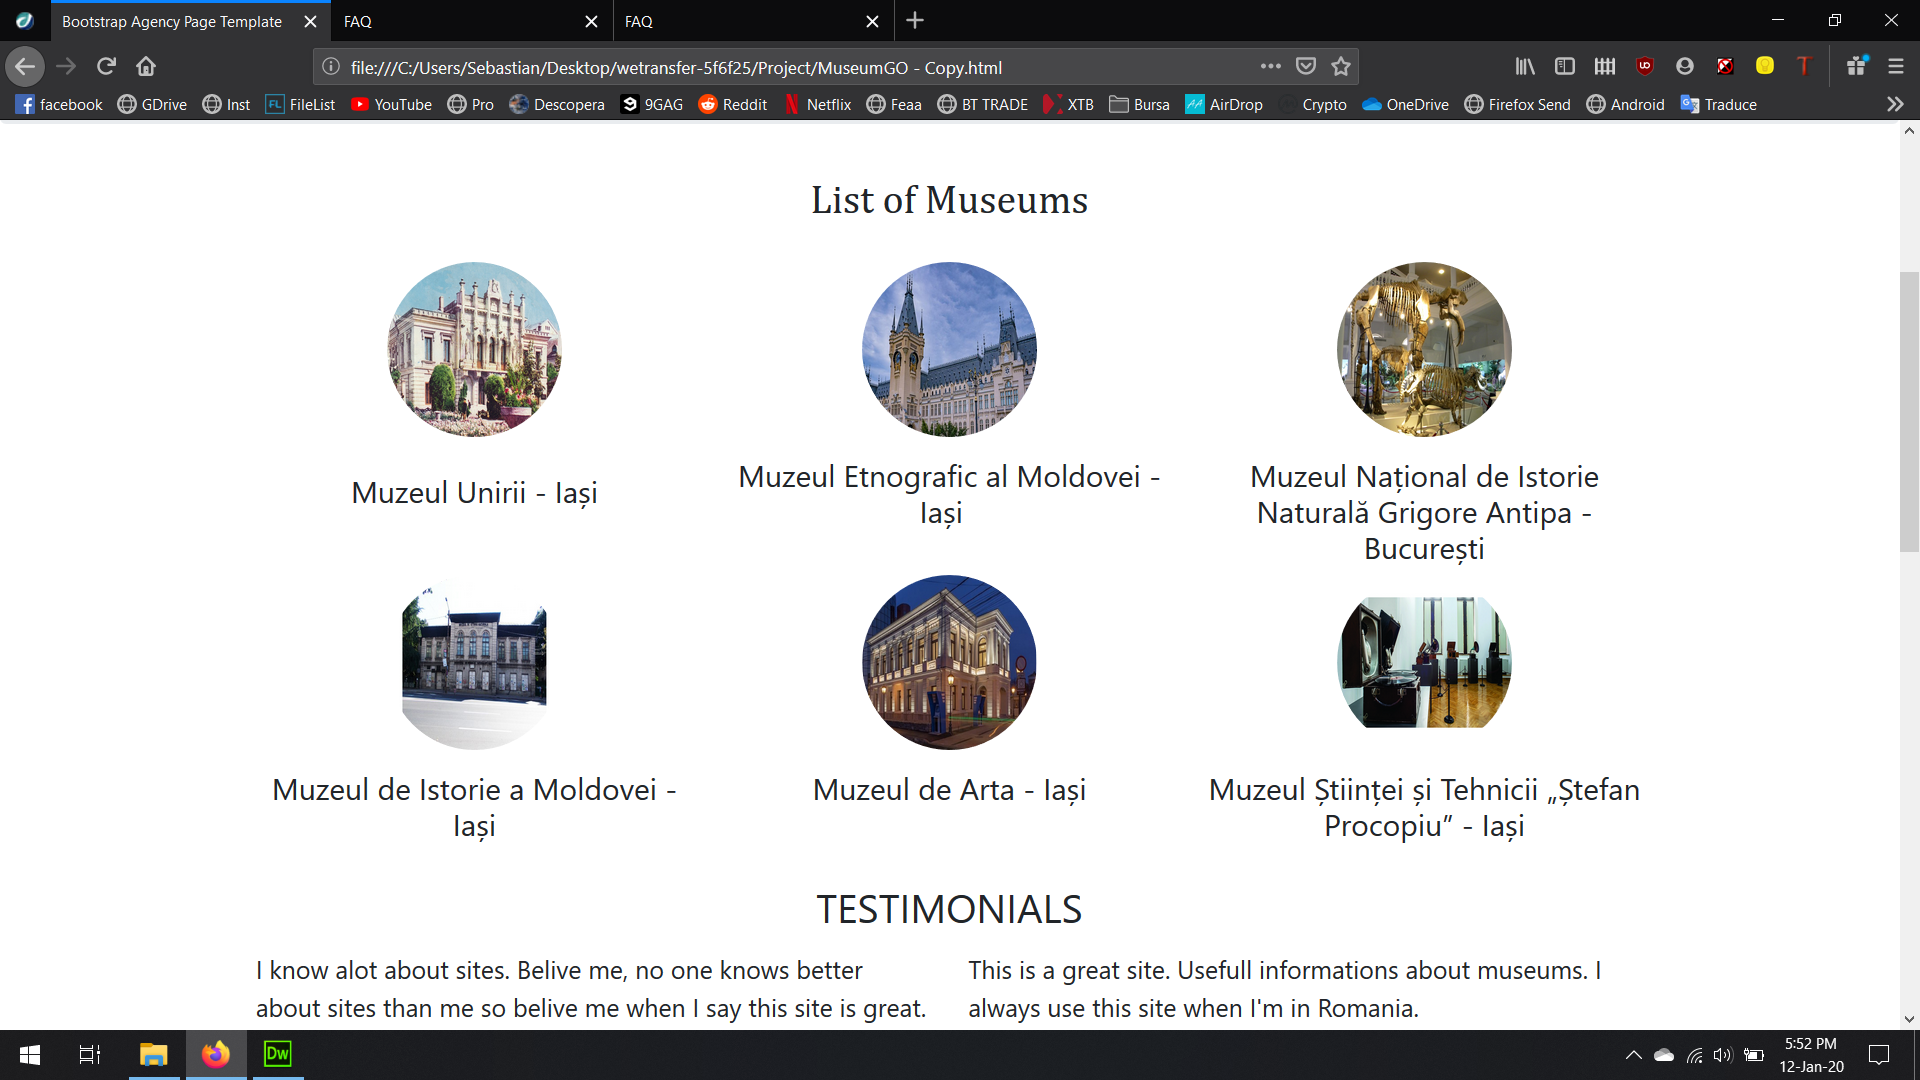 Bootstrap Agency Page Template
FAQ
FAQ
file:///C:/Users/Sebastian/Desktop/wetransfer-5f6f25/Project/MuseumGO - Copy.html
facebook GDrive Inst FileList YouTube Pro Descopera 9GAG Reddit Netflix Feaa BT TRADE XTB Bursa AirDrop Crypto OneDrive Firefox Send Android Traduce
List of Museums
Muzeul Unirii - Iași
Muzeul Etnografic al Moldovei -
Iași
Muzeul Național de Istorie
Naturală Grigore Antipa -
București
Muzeul de Istorie a Moldovei -
Iași
Muzeul de Arta - Iași
Muzeul Științei și Tehnicii „Ștefan
Procopiu” - Iași
TESTIMONIALS
I know alot about sites. Belive me, no one knows better
about sites than me so belive me when I say this site is great.
This is a great site. Usefull informations about museums. I
always use this site when I'm in Romania.
Dw
5:52 PM
12-Jan-20